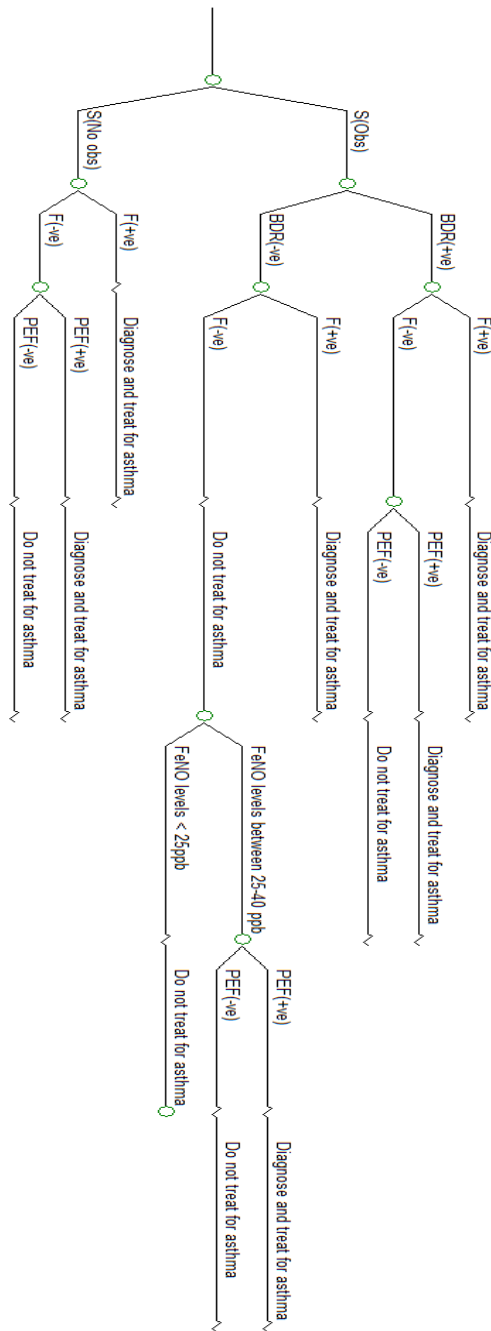 S(Obs)
BDR(+ve)
F(+ve)
Diagnose and treat for asthma
F(-ve)
PEF(+ve)
Diagnose and treat for asthma
PEF(-ve)
Do not treat for asthma
BDR(-ve)
F(+ve)
Diagnose and treat for asthma
F(-ve)
Do not treat for asthma
FeNO levels between 25-40 ppb
PEF(+ve)
Diagnose and treat for asthma
PEF(-ve)
Do not treat for asthma
FeNO levels < 25ppb
Do not treat for asthma
S(No obs)
F(+ve)
Diagnose and treat for asthma
F(-ve)
PEF(+ve)
Diagnose and treat for asthma
PEF(-ve)
Do not treat for asthma